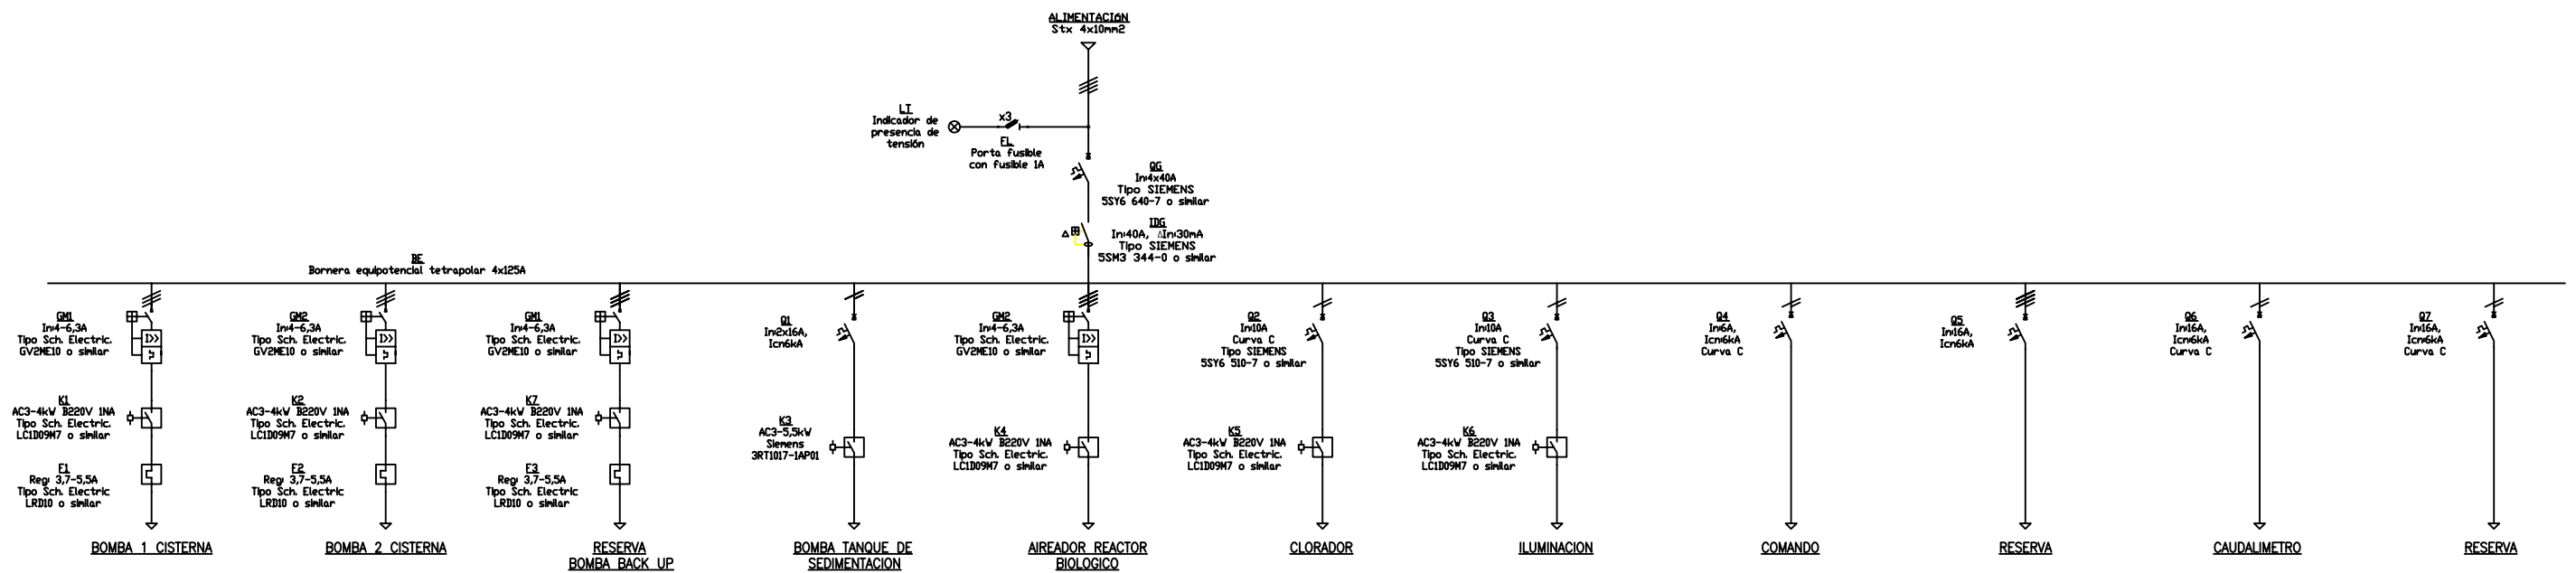 ALIMENTACIÓN
Stx 4x10mm2
LT
Indicador de
presencia de
tensión
x3
FL
Porta fusible
con fusible 1A
QG
In:4x40A
Tipo SIEMENS
5SY6 640-7 o similar
IDG
In:40A, ΔIn:30mA
Tipo SIEMENS
5SM3 344-0 o similar
BE
Bornera equipotencial tetrapolar 4x125A
GM1
In:4-6,3A
Tipo Sch. Electric.
GV2ME10 o similar
K1
AC3-4kW B220V 1NA
Tipo Sch. Electric.
LC1D09M7 o similar
F1
Reg: 3,7-5,5A
Tipo Sch. Electric
LRD10 o similar
BOMBA 1 CISTERNA
GM2
In:4-6,3A
Tipo Sch. Electric.
GV2ME10 o similar
K2
AC3-4kW B220V 1NA
Tipo Sch. Electric.
LC1D09M7 o similar
F2
Reg: 3,7-5,5A
Tipo Sch. Electric
LRD10 o similar
BOMBA 2 CISTERNA
GM1
In:4-6,3A
Tipo Sch. Electric.
GV2ME10 o similar
K7
AC3-4kW B220V 1NA
Tipo Sch. Electric.
LC1D09M7 o similar
F3
Reg: 3,7-5,5A
Tipo Sch. Electric
LRD10 o similar
RESERVA
BOMBA BACK UP
Q1
In:2x16A,
Icn6kA
K3
AC3-5,5kW
Siemens
3RT1017-1AP01
BOMBA TANQUE DE
SEDIMENTACION
GM2
In:4-6,3A
Tipo Sch. Electric.
GV2ME10 o similar
K4
AC3-4kW B220V 1NA
Tipo Sch. Electric.
LC1D09M7 o similar
AIREADOR REACTOR
BIOLOGICO
Q2
In:10A
Curva C
Tipo SIEMENS
5SY6 510-7 o similar
K5
AC3-4kW B220V 1NA
Tipo Sch. Electric.
LC1D09M7 o similar
CLORADOR
Q3
In:10A
Curva C
Tipo SIEMENS
5SY6 510-7 o similar
K6
AC3-4kW B220V 1NA
Tipo Sch. Electric.
LC1D09M7 o similar
ILUMINACION
Q4
In:6A,
Icn:6kA
Curva C
COMANDO
Q5
In:16A,
Icn6kA
RESERVA
Q6
In:16A,
Icn:6kA
Curva C
CAUDALIMETRO
Q7
In:16A,
Icn:6kA
Curva C
RESERVA